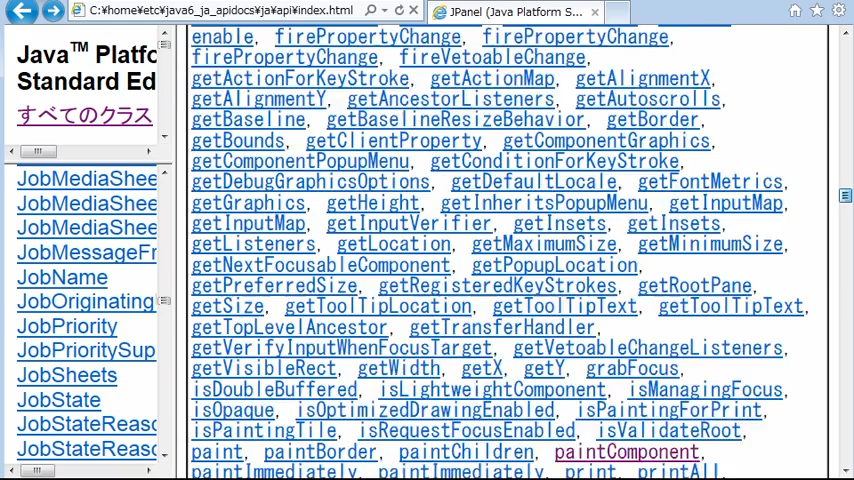 C:¥home¥etc¥java6_ja_apidocs¥ja¥api¥index.html
JPanel (Java Platform S...
Java™ Platfo
Standard Ed
すべてのクラス
JobMediaShee
JobMediaShee
JobMediaShee
JobMessageFr
JobName
JobOriginating
JobPriority
JobPrioritySup
JobSheets
JobState
JobStateReaso
JobStateReaso
enable, firePropertyChange, firePropertyChange,
firePropertyChange, fireVetoableChange,
getActionForKeyStroke, getActionMap, getAlignmentX,
getAlignmentY, getAncestorListeners, getAutoscrolls,
getBaseline, getBaselineResizeBehavior, getBorder,
getBounds, getClientProperty, getComponentGraphics,
getComponentPopupMenu, getConditionForKeyStroke,
getDebugGraphicsOptions, getDefaultLocale, getFontMetrics,
getGraphics, getHeight, getInheritsPopupMenu, getInputMap,
getInputMap, getInputVerifier, getInsets, getInsets,
getListeners, getLocation, getMaximumSize, getMinimumSize,
getNextFocusableComponent, getPopupLocation,
getPreferredSize, getRegisteredKeyStrokes, getRootPane,
getSize, getToolTipLocation, getToolTipText, getToolTipText,
getTopLevelAncestor, getTransferHandler,
getVerifyInputWhenFocusTarget, getVetoableChangeListeners,
getVisibleRect, getWidth, getX, getY, grabFocus,
isDoubleBuffered, isLightweightComponent, isManagingFocus,
isOpaque, isOptimizedDrawingEnabled, isPaintingForPrint,
isPaintingTile, isRequestFocusEnabled, isValidateRoot,
paint, paintBorder, paintChildren, paintComponent,
paintImmediately, paintImmediately, print, printAll,